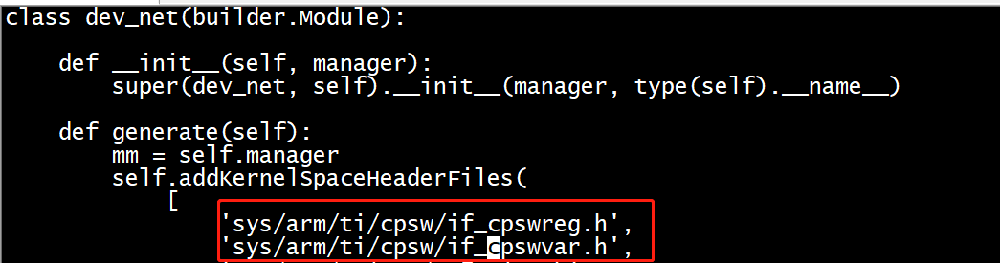 class dev_net(builder.Module):
def __init__(self, manager):
super(dev_net, self).__init__(manager, type(self).__name__)
def generate(self):
mm = self.manager
self.addKernelSpaceHeaderFiles(
[
'sys/arm/ti/cpsw/if_cpswreg.h',
'sys/arm/ti/cpsw/if_cpswvar.h',